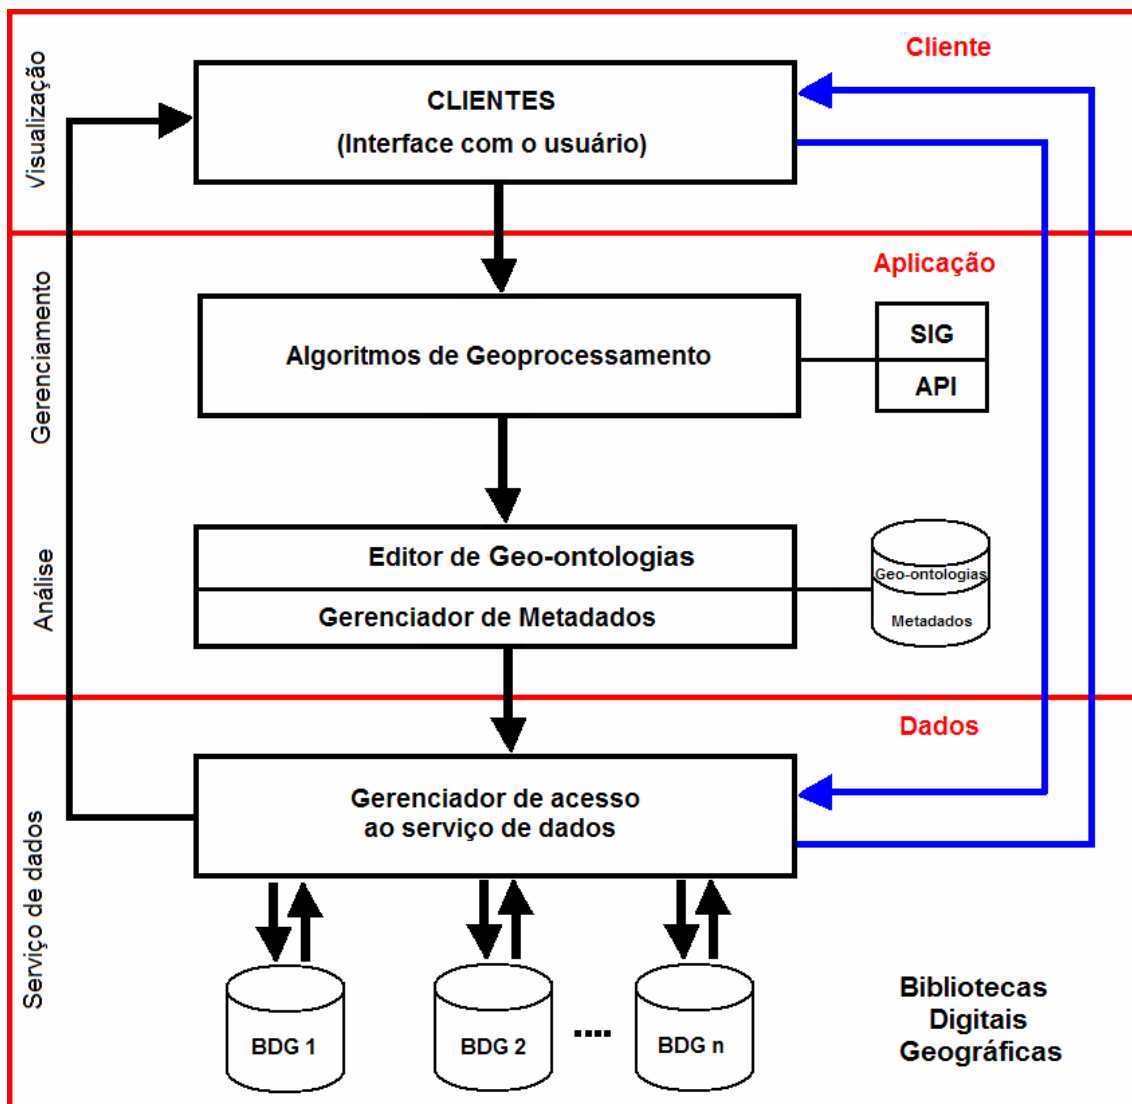 Cliente
Visualização
CLIENTES
(Interface com o usuário)
Aplicação
Gerenciamento
Algoritmos de Geoprocessamento
SIG
API
Análise
Editor de Geo-ontologias
Gerenciador de Metadados
Geo-ontologias
Metadados
Dados
Serviço de dados
Gerenciador de acesso
ao serviço de dados
BDG 1
BDG 2
....
BDG n
Bibliotecas
Digitais
Geográficas